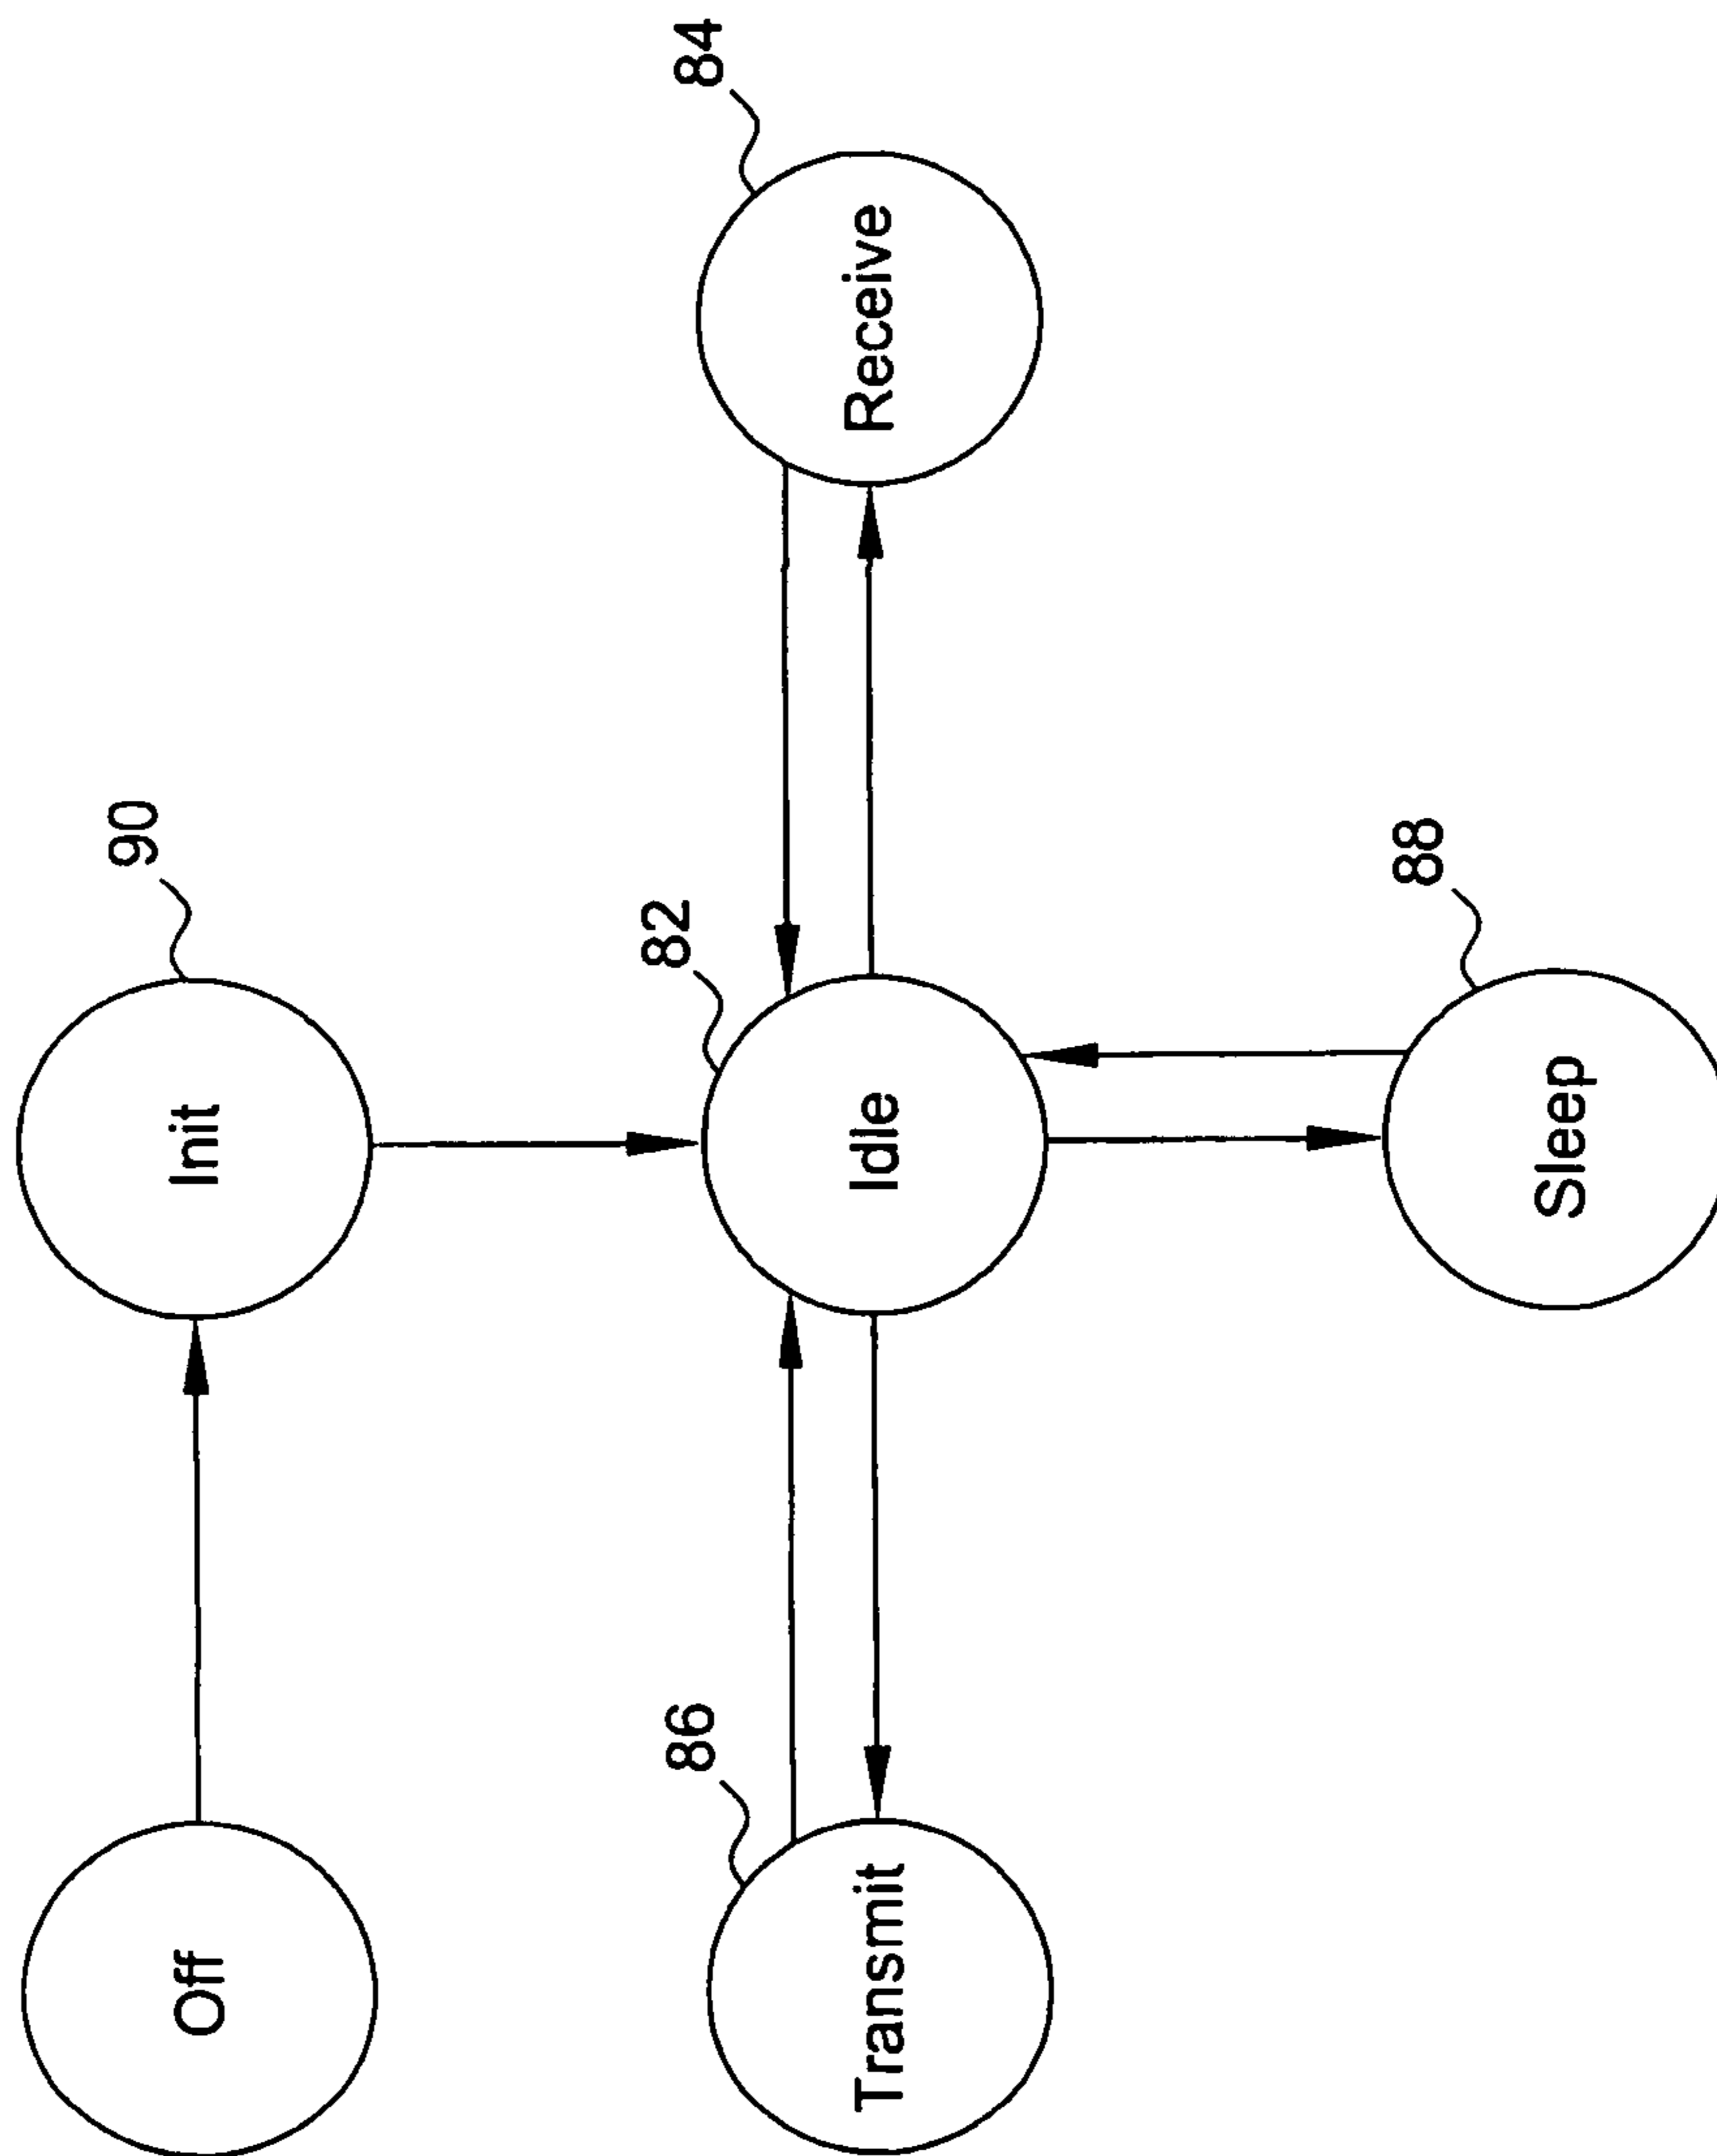 Off
Init
90
Transmit
86
Idle
82
Receive
84
Sleep
88